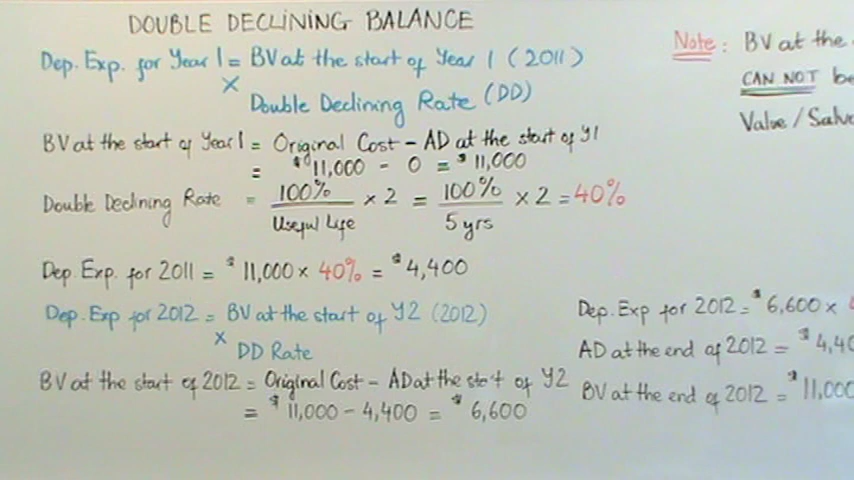 DOUBLE DECLINING BALANCE
Dep. Exp. for Year 1 = BV at the start of Year 1 (2011)
×
Double Declining Rate (DD)
BV at the start of Year 1 = Original Cost – AD at the start of Y1
= $11,000 – 0 = $11,000
Double Declining Rate = 100% / Useful Life × 2 = 100% / 5 yrs × 2 = 40%
Dep. Exp. for 2011 = $11,000 × 40% = $4,400
Dep. Exp for 2012 = BV at the start of Y2 (2012)
×
DD Rate
BV at the start of 2012 = Original Cost – AD at the start of Y2
= $11,000 – 4,400 = $6,600
Note: BV at the
CAN NOT be
Value / Salv
Dep. Exp for 2012 = $6,600 ×
AD at the end of 2012 = $4,40
BV at the end of 2012 = $11,000